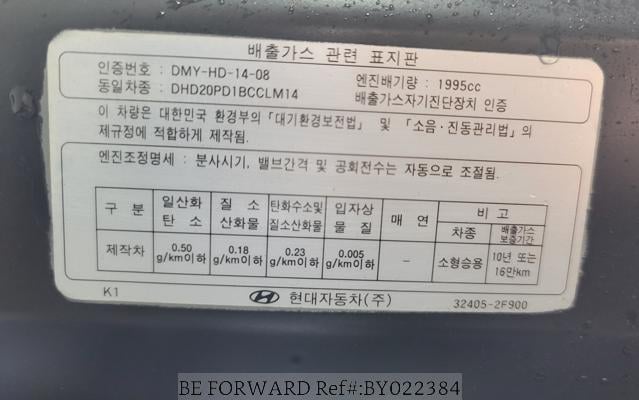 배출가스 관련 표지판
인증번호 : DMY-HD-14-08 엔진배기량 : 1995cc
동일차종 : DHD20PD1BCCLM14 배출가스자기진단장치 인증
이 차량은 대한민국 환경부의 「대기환경보전법」 및 「소음·진동관리법」의
제규정에 적합하게 제작됨.
엔진조정명세 : 분사시기, 밸브간격 및 공회전수는 자동으로 조절됨.
구 분 일산화 탄 소 질 소 산화물 탄화수소및 질소산화물 입자상 물 질 매 연 비 고
차종 배출가스 보증기간
제작차 0.50 g/km이하 0.18 g/km이하 0.23 g/km이하 0.005 g/km이하 - 소형승용 10년 또는 16만km
K1 현대자동차(주) 32405-2F900
BE FORWARD Ref#:BY022384